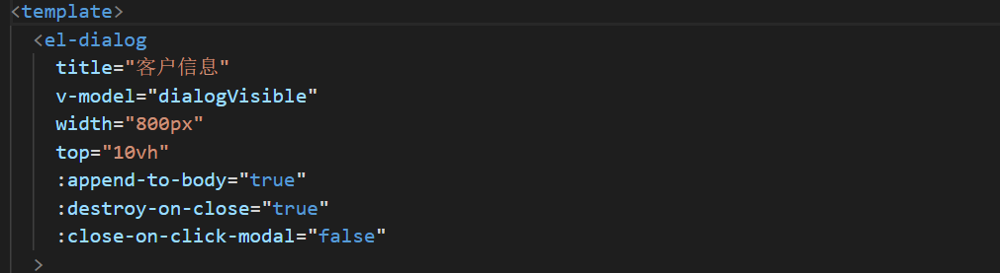 <template>
<el-dialog
title="客户信息"
v-model="dialogVisible"
width="800px"
top="10vh"
:append-to-body="true"
:destroy-on-close="true"
:close-on-click-modal="false"
>